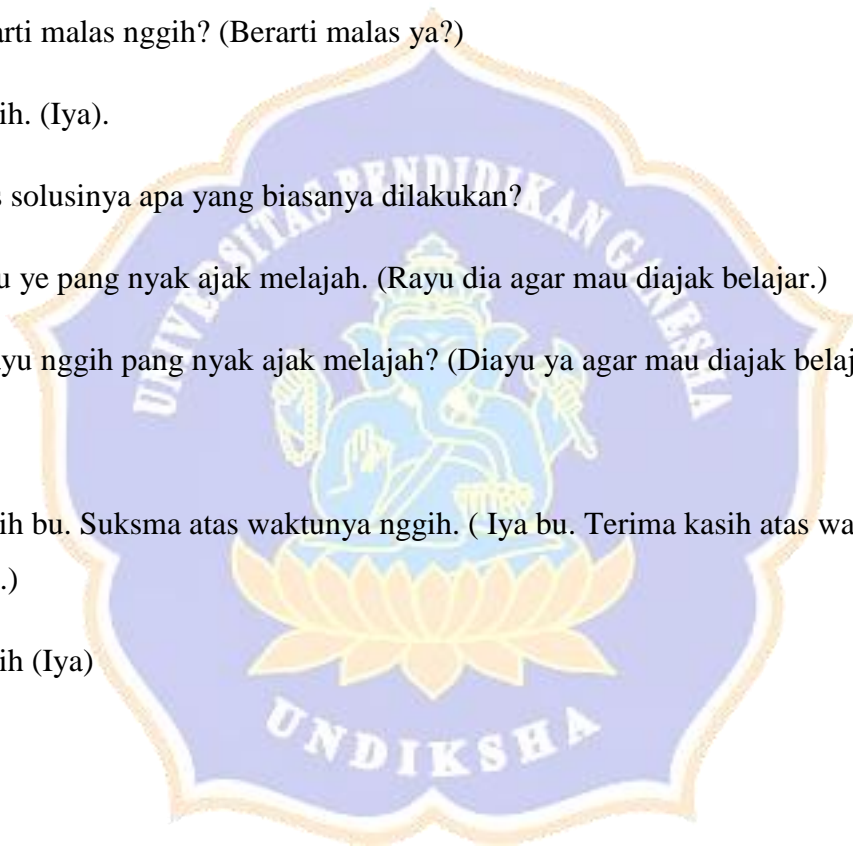 arti malas nggih? (Berarti malas ya?)
ih. (Iya).
s solusinya apa yang biasanya dilakukan?
u ye pang nyak ajak melajah. (Rayu dia agar mau diajak belajar.)
yu nggih pang nyak ajak melajah? (Diayu ya agar mau diajak belaj
ih bu. Suksma atas waktunya nggih. ( Iya bu. Terima kasih atas wa
.)
ih (Iya)
UNIVERSITAS PENDIDIKAN GANESHA
UNDIKSHA